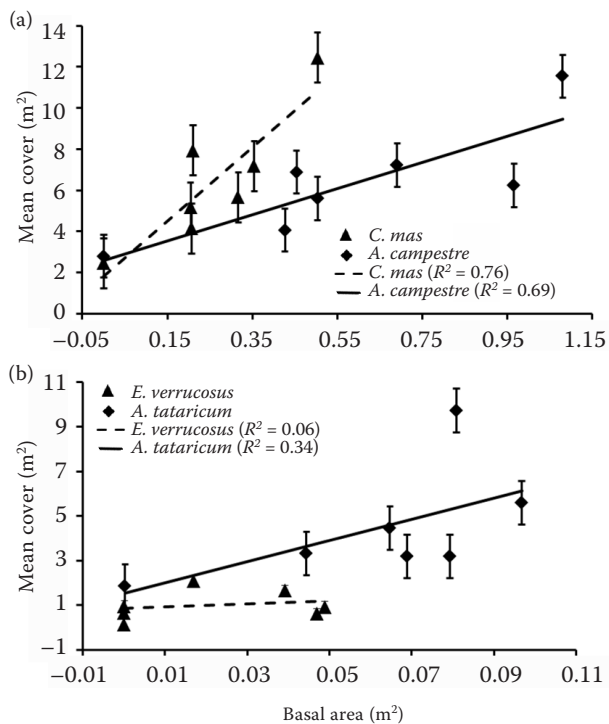 (a)
14
12
10
8
6
4
2
0
Mean cover (m²)
C. mas
A. campestre
C. mas (R² = 0.76)
A. campestre (R² = 0.69)
−0.05 0.15 0.35 0.55 0.75 0.95 1.15
(b)
11
9
7
5
3
1
−1
Mean cover (m²)
E. verrucosus
A. tataricum
E. verrucosus (R² = 0.06)
A. tataricum (R² = 0.34)
−0.01 0.01 0.03 0.05 0.07 0.09 0.11
Basal area (m²)